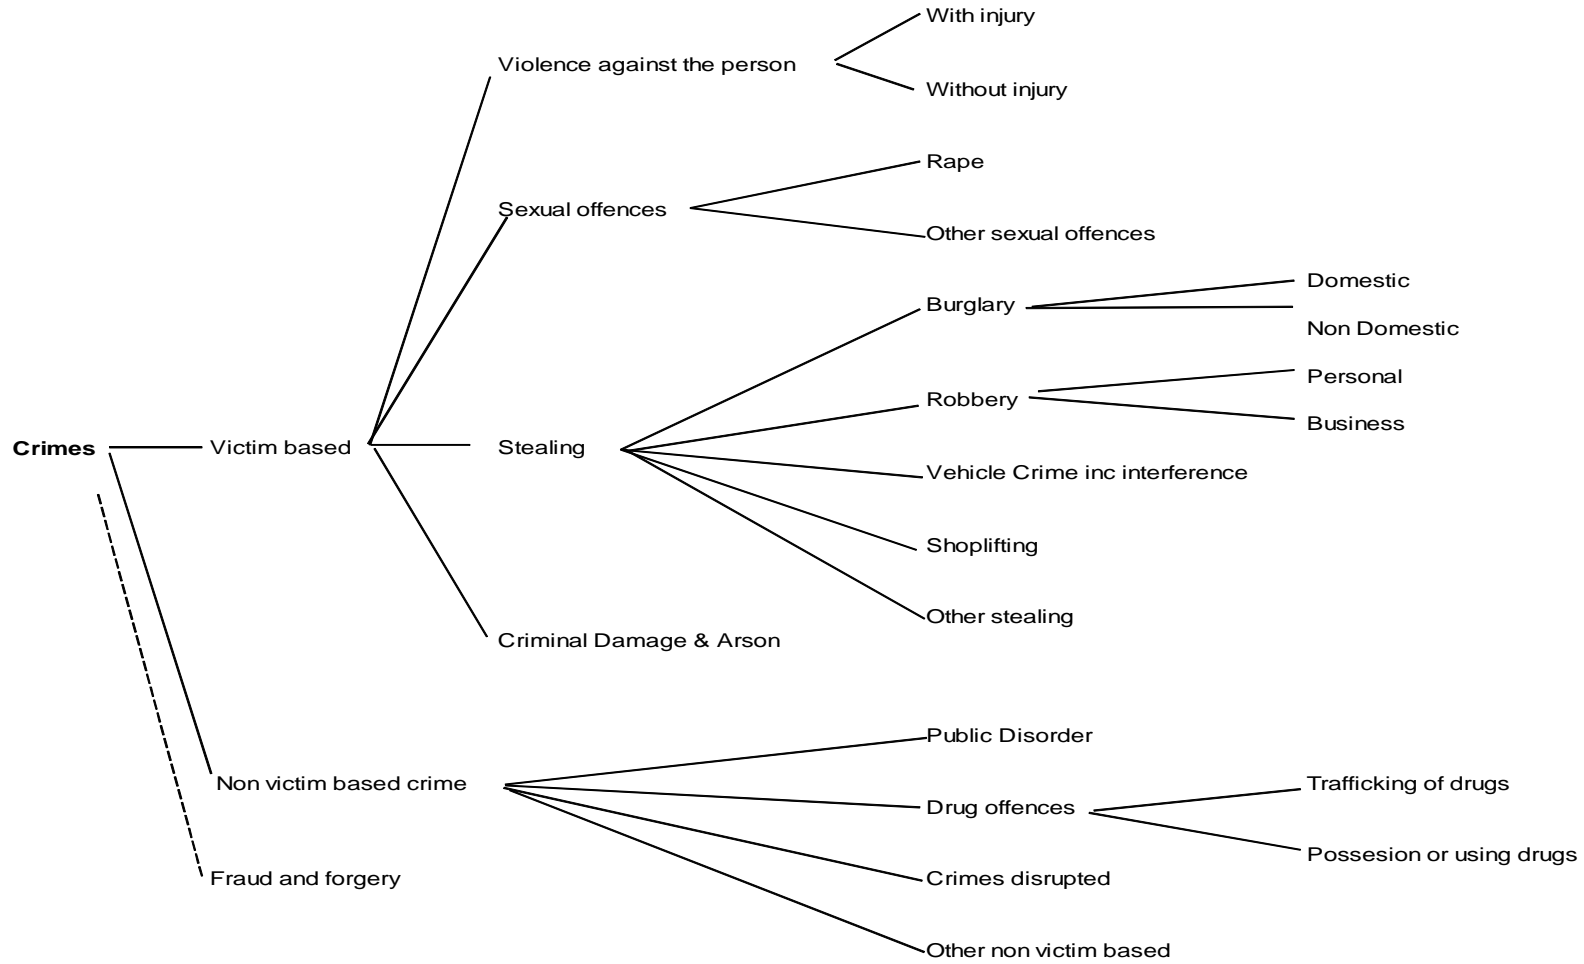 With injury
Violence against the person
Without injury
Rape
Sexual offences
Other sexual offences
Domestic
Burglary
Non Domestic
Personal
Robbery
Business
Crimes
Victim based
Stealing
Vehicle Crime inc interference
Shoplifting
Other stealing
Criminal Damage & Arson
Public Disorder
Non victim based crime
Trafficking of drugs
Drug offences
Possesion or using drugs
Fraud and forgery
Crimes disrupted
Other non victim based